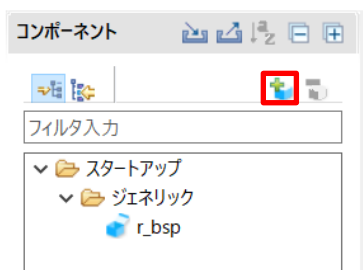 コンポーネント
フィルタ入力
スタートアップ
ジェネリック
r_bsp